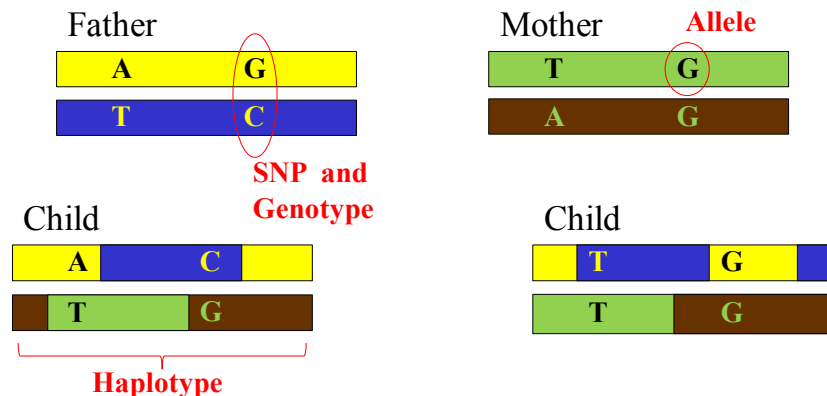 Father
A G
T C
SNP and
Genotype
Mother
Allele
T G
A G
Child
A C
T G
Haplotype
Child
T G
T G